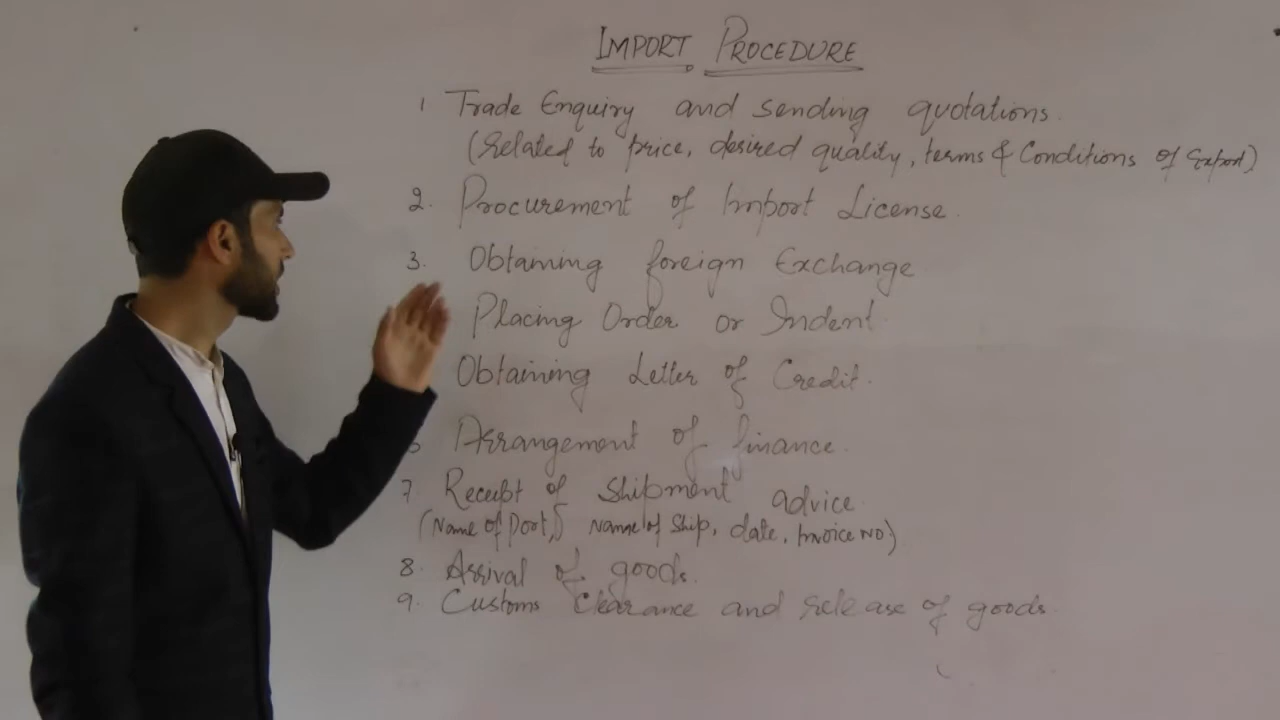 IMPORT PROCEDURE
1 Trade Enquiry and sending quotations.
(related to price, desired quality, terms & Conditions of Export)
2. Procurement of Import License.
3. Obtaining foreign Exchange
Placing Order or Indent
Obtaining Letter of Credit.
6 Arrangement of finance.
7 Receipt of Shipment advice
(Name of Port,) Name of Ship, date, Invoice NO)
8 Arrival of goods.
9. Customs Clearance and release of goods.